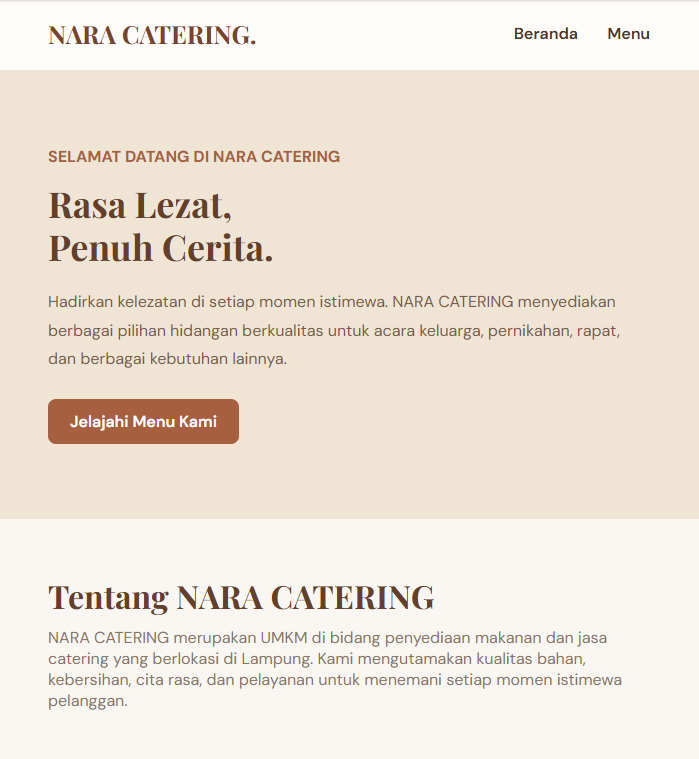 NARA CATERING.
Beranda Menu
SELAMAT DATANG DI NARA CATERING
Rasa Lezat,
Penuh Cerita.
Hadirkan kelezatan di setiap momen istimewa. NARA CATERING menyediakan
berbagai pilihan hidangan berkualitas untuk acara keluarga, pernikahan, rapat,
dan berbagai kebutuhan lainnya.
Jelajahi Menu Kami
Tentang NARA CATERING
NARA CATERING merupakan UMKM di bidang penyediaan makanan dan jasa
catering yang berlokasi di Lampung. Kami mengutamakan kualitas bahan,
kebersihan, cita rasa, dan pelayanan untuk menemani setiap momen istimewa
pelanggan.